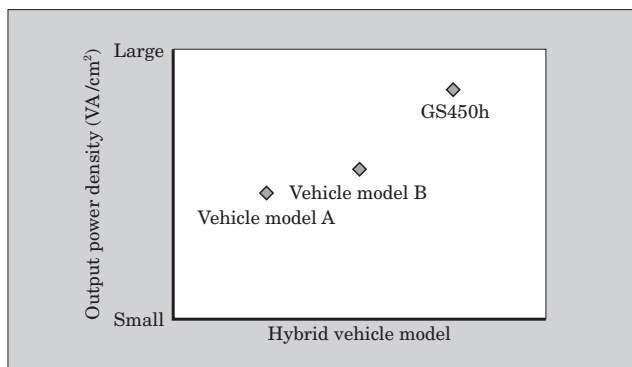 Output power density (VA/cm²)
Large
GS450h
Vehicle model B
Vehicle model A
Small
Hybrid vehicle model